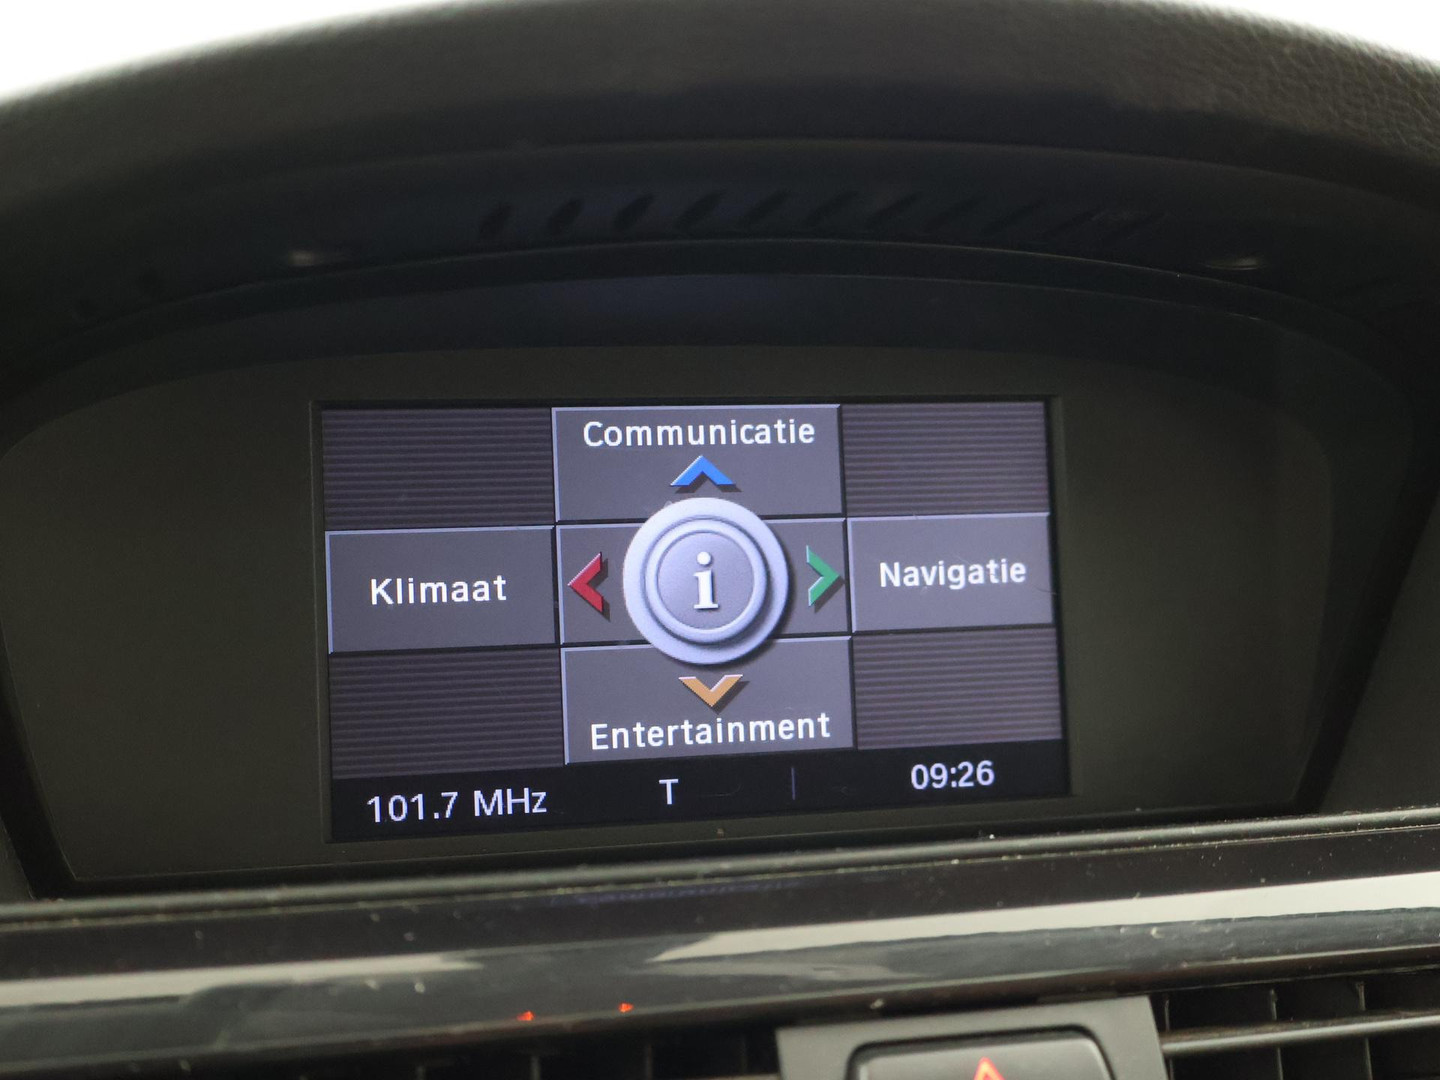 Communicatie
Klimaat
i
Navigatie
Entertainment
101.7 MHz T 09:26